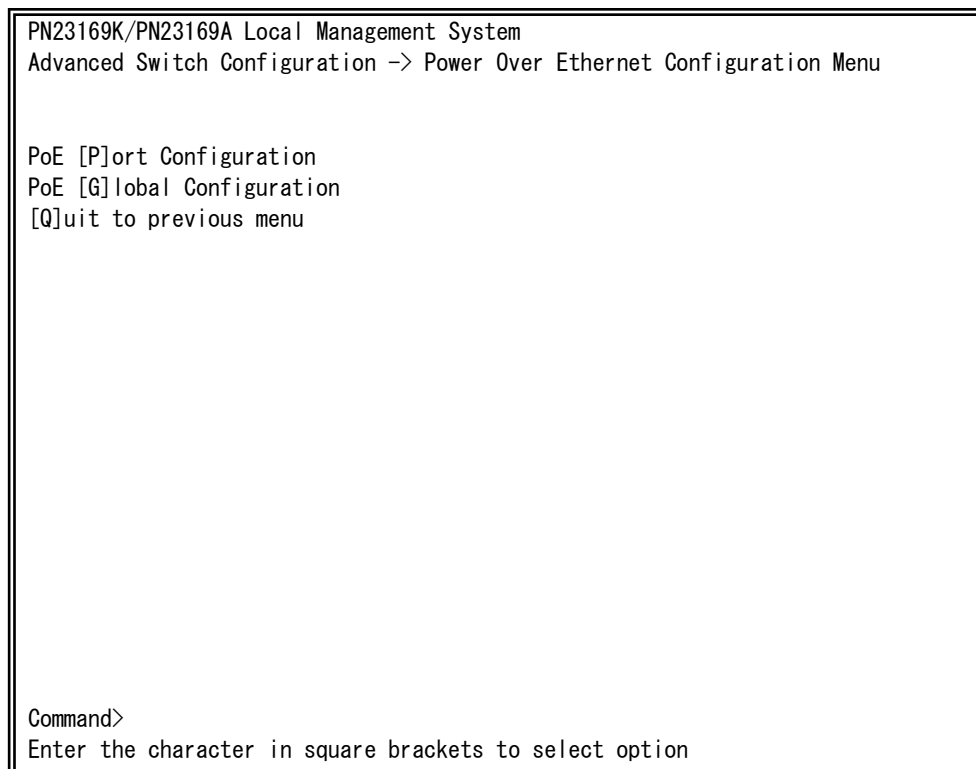 PN23169K/PN23169A Local Management System
Advanced Switch Configuration -> Power Over Ethernet Configuration Menu
PoE [P]ort Configuration
PoE [G]lobal Configuration
[Q]uit to previous menu
Command>
Enter the character in square brackets to select option